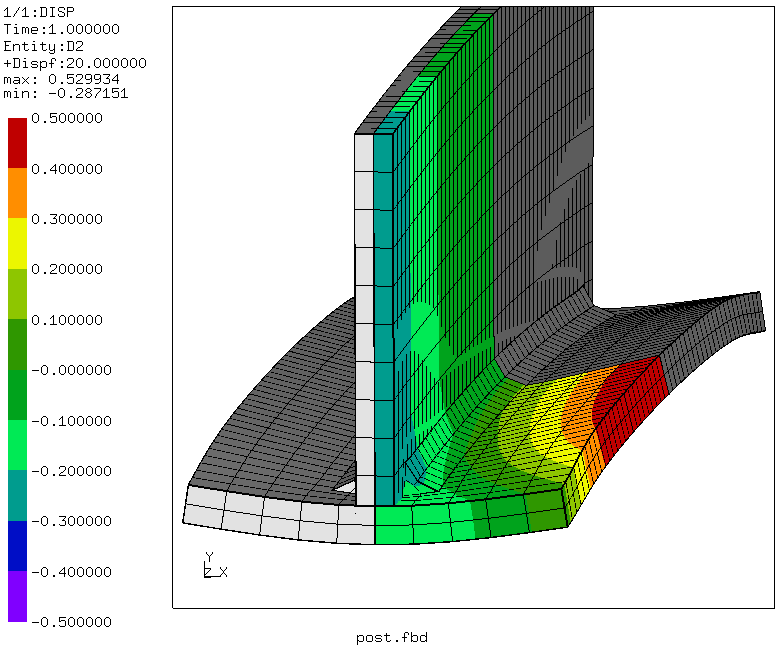 1/1:DISP
Time:1.000000
Entity:D2
+Dispf:20.000000
max: 0.529934
min: -0.287151
0.500000
0.400000
0.300000
0.200000
0.100000
-0.000000
-0.100000
-0.200000
-0.300000
-0.400000
-0.500000
Y
Z X
post.fbd